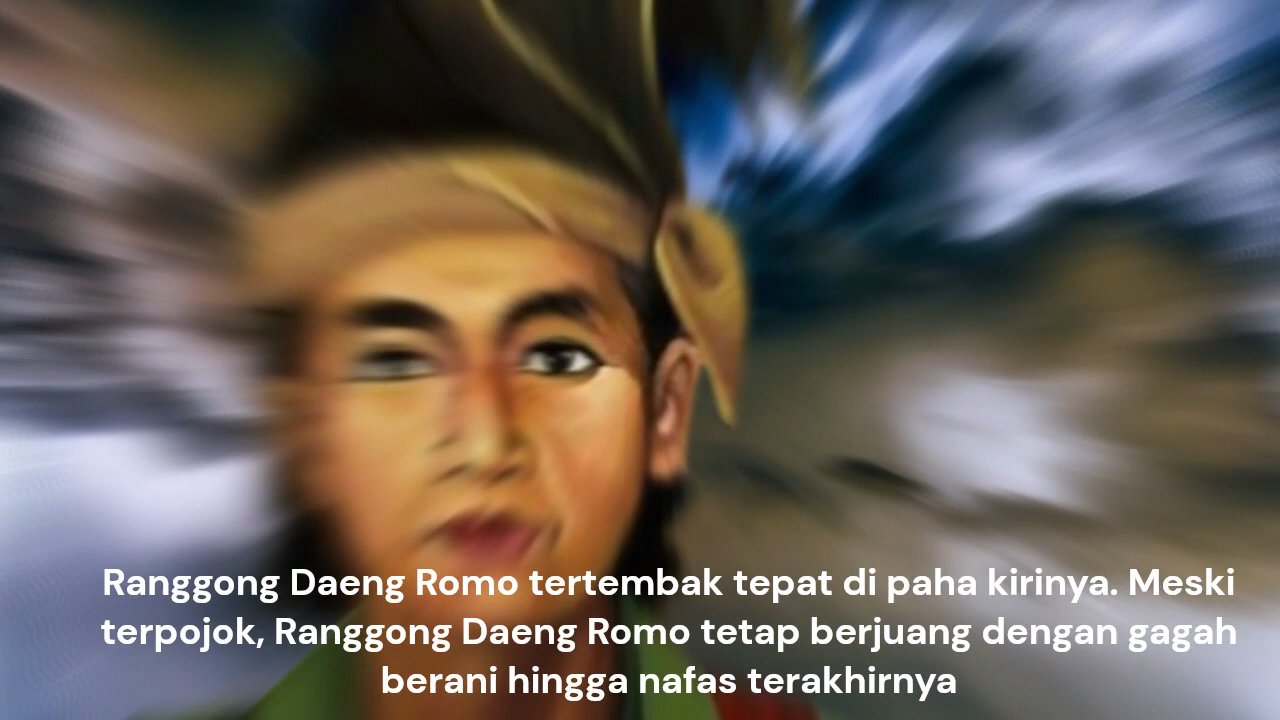 Ranggong Daeng Romo tertembak tepat di paha kirinya. Meski
terpojok, Ranggong Daeng Romo tetap berjuang dengan gagah
berani hingga nafas terakhirnya